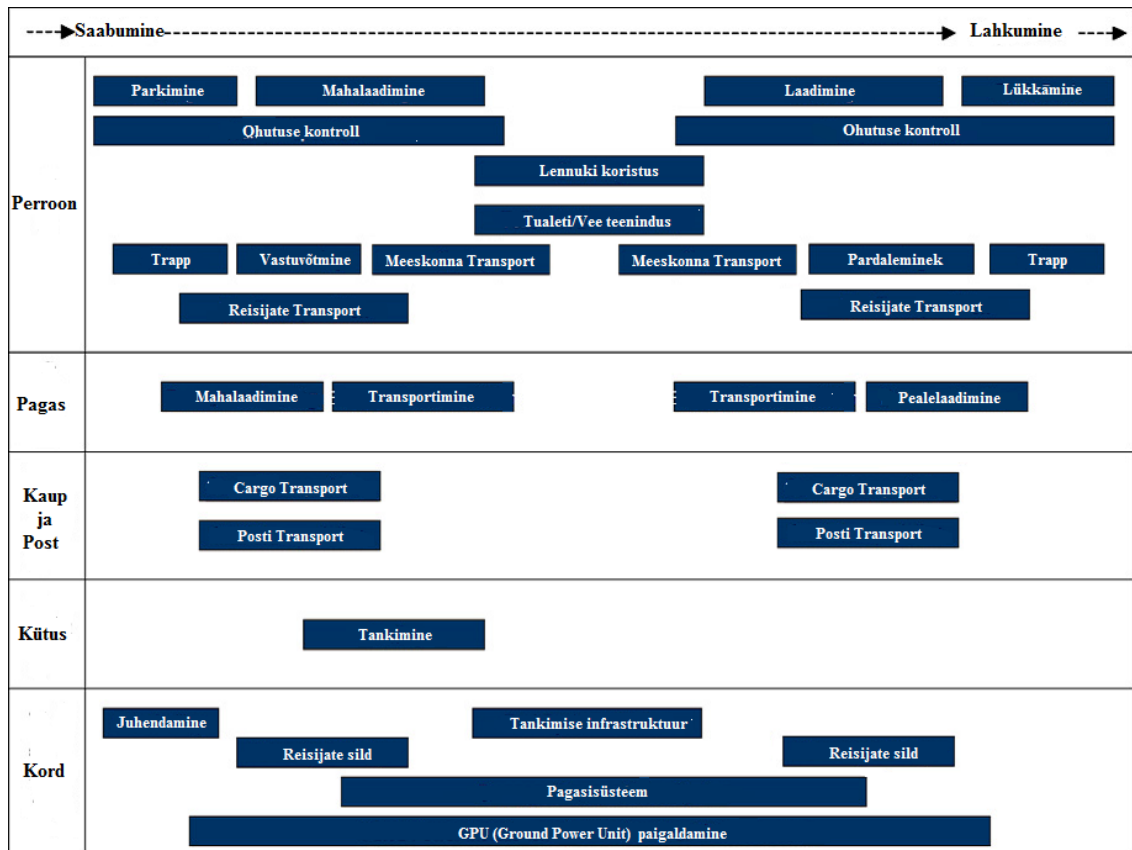 Saabumine Lahkumine
Parkimine Mahalaadimine Laadimine Lükkämine
Qhutuse kontroll Ohutuse kontroll
Lennuki koristus
Perroon
Tualeti/Vee teenindus
Trapp Vastuvõtmine Meeskonna Transport Meeskonna Transport Pardaleminek Trapp
Reisijate Transport Reisijate Transport
Pagas Mahalaadimine Transportimine Transportimine Pealelaadimine
Kaup
ja
Post
Cargo Transport Cargo Transport
Posti Transport Posti Transport
Kütus Tankimine
Juhendamine Tankimise infrastruktuur
Reisijate sild Reisijate sild
Kord
Pagasisüsteem
GPU (Ground Power Unit) paigaldamine